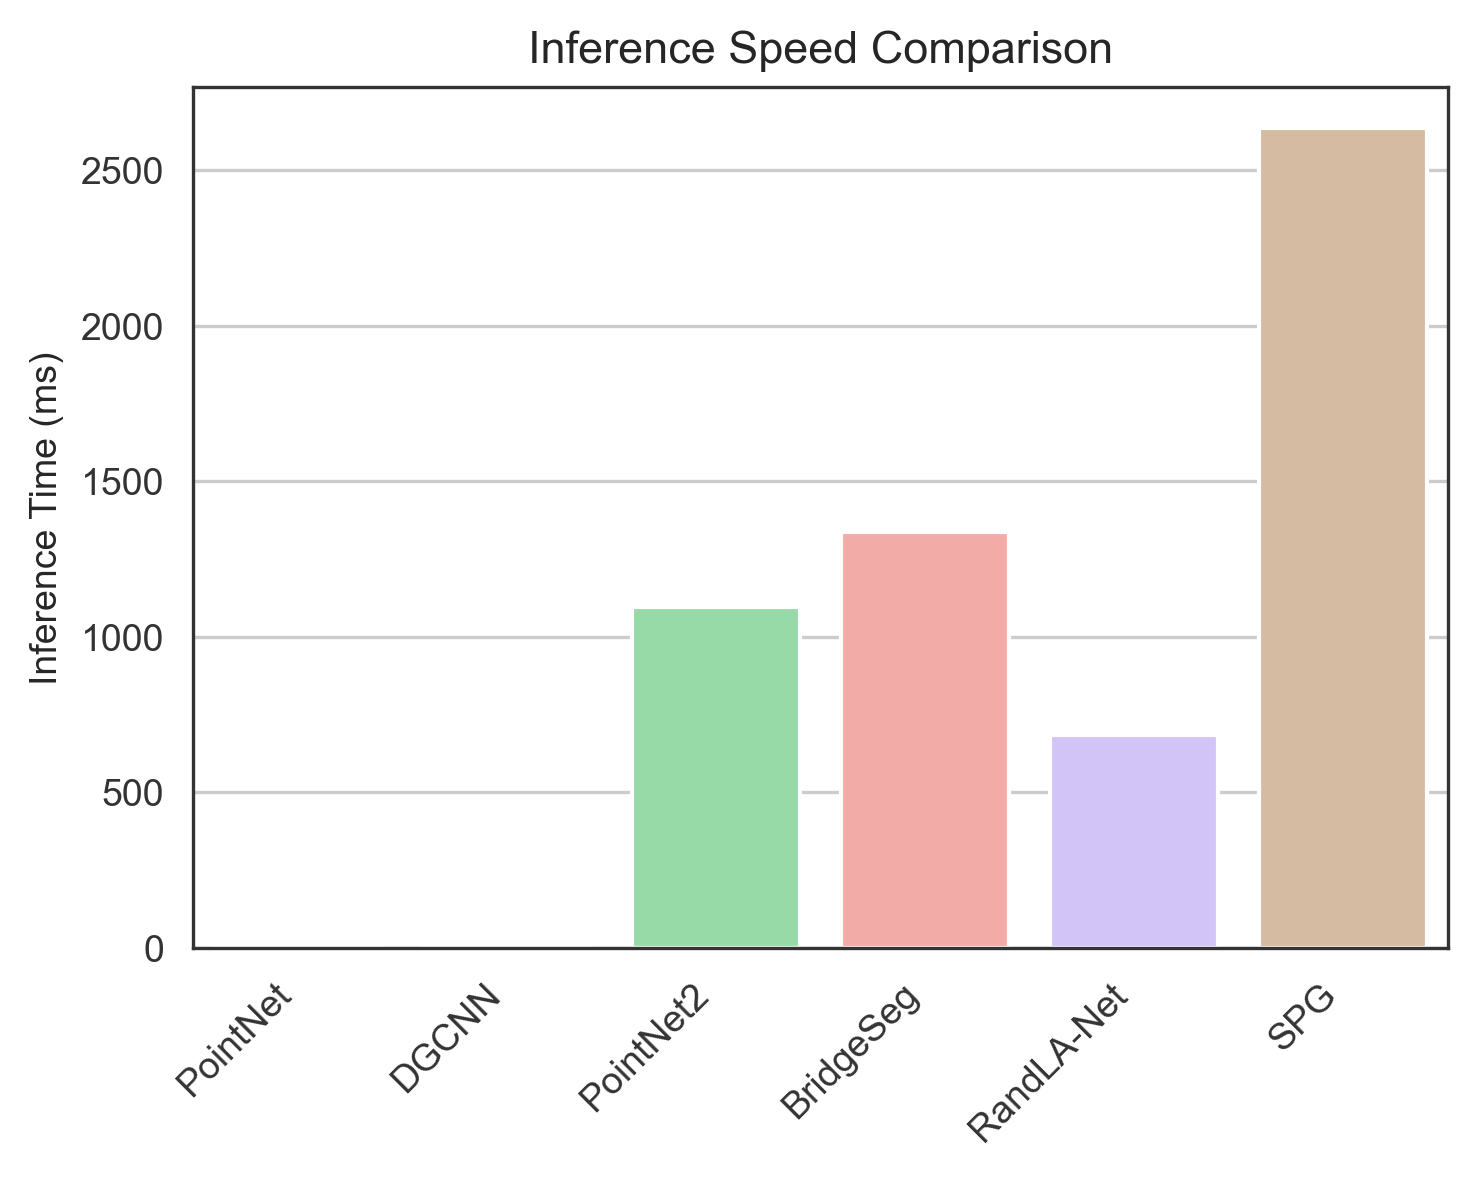 Inference Speed Comparison
Inference Time (ms)
2500
2000
1500
1000
500
0
PointNet
DGCNN
PointNet2
BridgeSeg
RandLA-Net
SPG